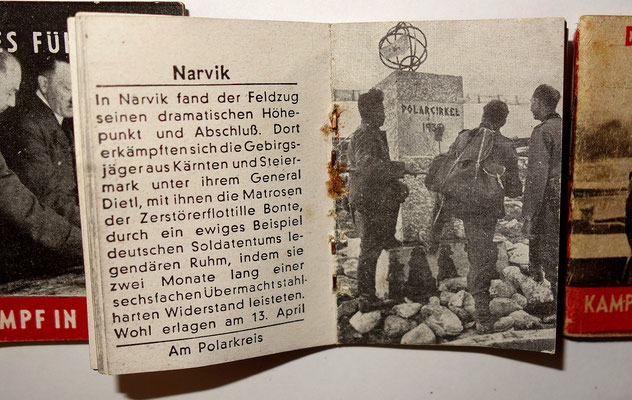 ES FÜ
MPF IN
Narvik
In Narvik fand der Feldzug
seinen dramatischen Höhe-
punkt und Abschluß. Dort
erkämpften sich die Gebirgs-
jäger aus Kärnten und Steier-
mark unter ihrem General
Dietl, mit ihnen die Matrosen
der Zerstörerflottille Bonte,
durch ein ewiges Beispiel
deutschen Soldatentums le-
gendären Ruhm, indem sie
zwei Monate lang einer
sechsfachen Übermacht stahl-
harten Widerstand leisteten.
Wohl erlagen am 13. April
Am Polarkreis
POLARCIRKEL
KAMPF